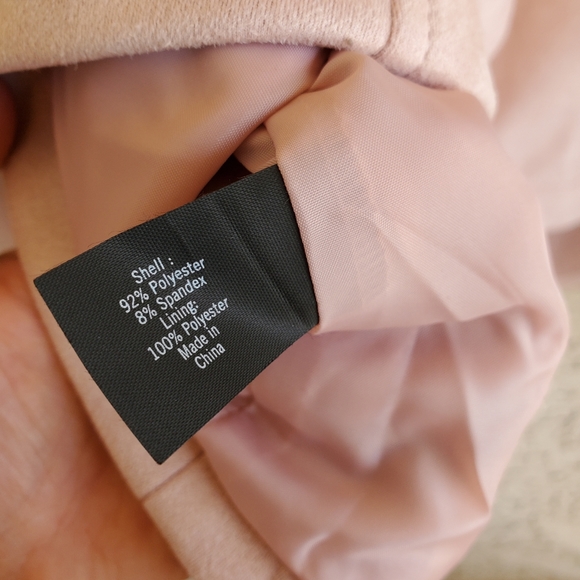 Shell :
92% Polyester
8% Spandex
Lining:
100% Polyester
Made in
China